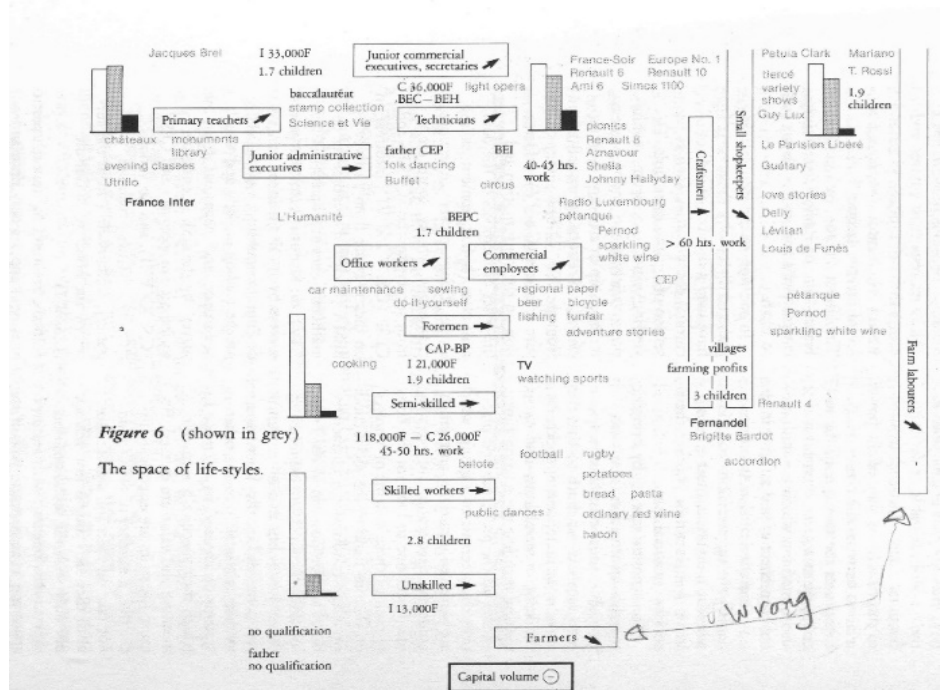 Jacques Brel
I 33,000F
1.7 children
Junior commercial
executives, secretaries
C 36,000F light opera
BEC – BEH
baccalauréat
stamp collection
Science et Vie
Primary teachers
Technicians
châteaux monuments
library
evening classes
Utrillo
France Inter
Junior administrative
executives
father CEP BEI
folk dancing
Buffet
circus
40-45 hrs.
work
France-Soir Europe No. 1
Renault 6 Renault 10
Ami 6 Simca 1100
picnics
Renault 8
Aznavour
Sheila
Johnny Hallyday
Radio Luxembourg
pétanque
Pernod
sparkling
white wine
L'Humanité
BEPC
1.7 children
Office workers
Commercial
employees
car maintenance sewing
do-it-yourself
regional paper
beer bicycle
fishing funfair
adventure stories
Foremen
cooking
CAP-BP
I 21,000F
1.9 children
TV
watching sports
Semi-skilled
Craftsmen
Small shopkeepers
> 60 hrs. work
CEP
villages
farming profits
3 children
Fernandel
Brigitte Bardot
Petula Clark Mariano
tiercé
variety
shows
Guy Lux
T. Rossi
1.9
children
Le Parisien Libéré
Guétary
love stories
Delly
Lévitan
Louis de Funès
pétanque
Pernod
sparkling white wine
Renault 4
accordion
Farm labourers
Figure 6 (shown in grey)
The space of life-styles.
I 18,000F – C 26,000F
45-50 hrs. work
belote
football rugby
potatoes
bread pasta
ordinary red wine
bacon
Skilled workers
public dances
2.8 children
Unskilled
I 13,000F
no qualification
father
no qualification
Farmers
wrong
Capital volume −